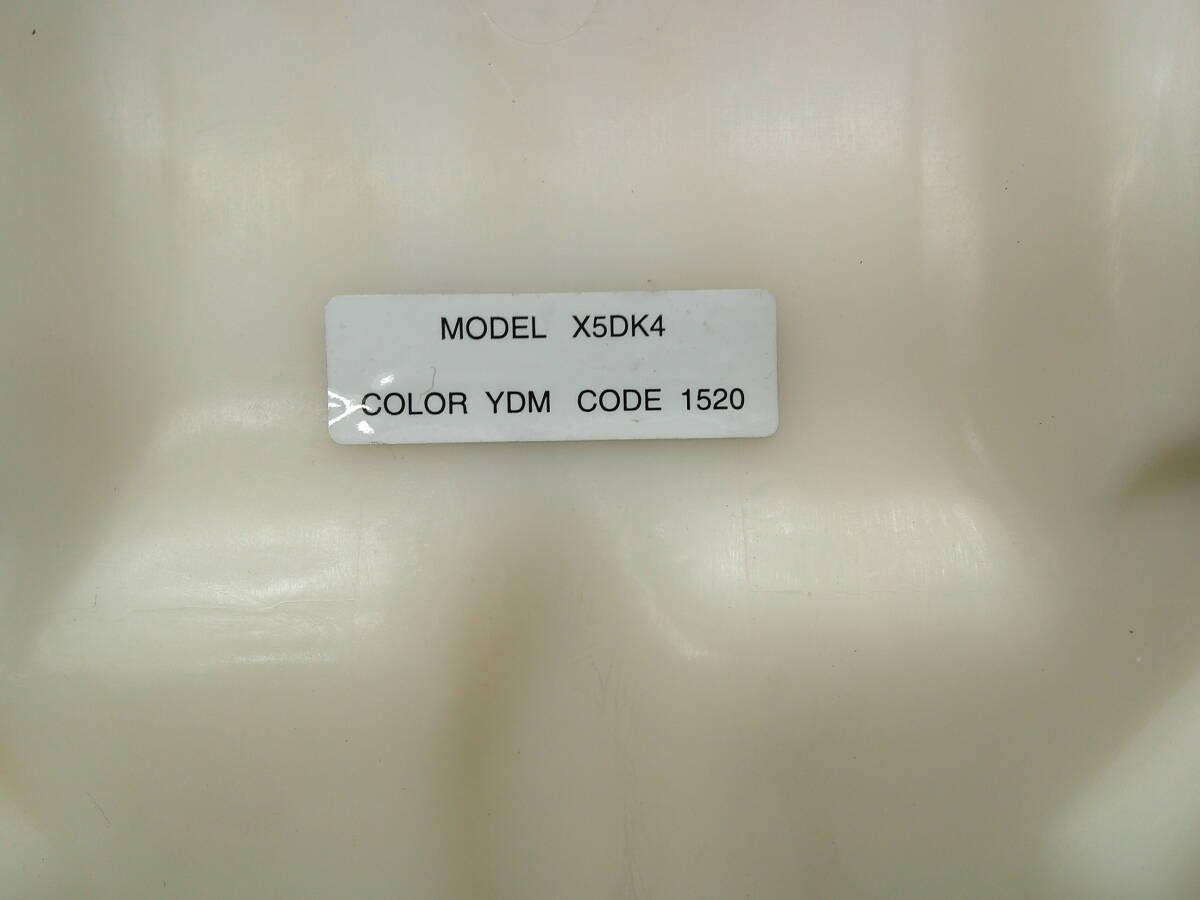 MODEL X5DK4
COLOR YDM CODE 1520